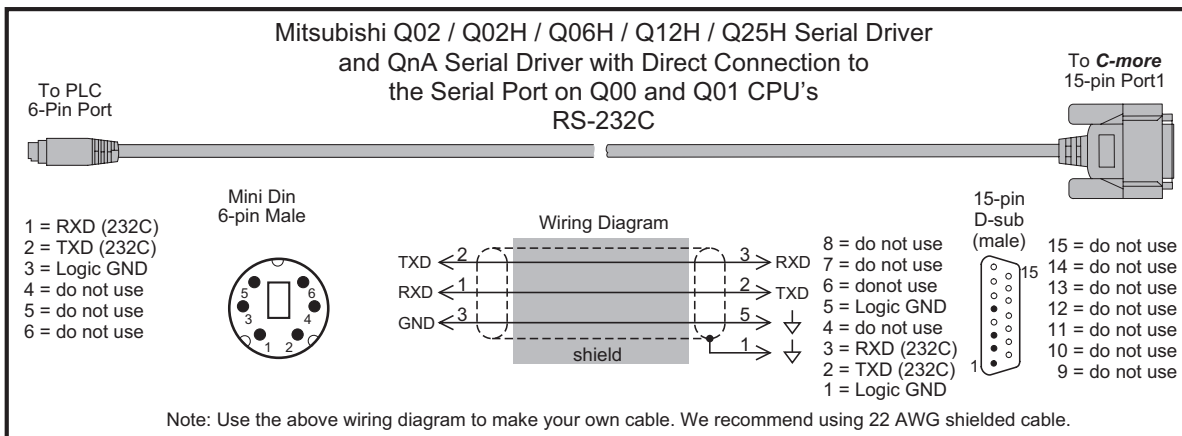 Mitsubishi Q02 / Q02H / Q06H / Q12H / Q25H Serial Driver
and QnA Serial Driver with Direct Connection to
the Serial Port on Q00 and Q01 CPU's
RS-232C
To PLC
6-Pin Port
To C-more
15-pin Port1
1 = RXD (232C)
2 = TXD (232C)
3 = Logic GND
4 = do not use
5 = do not use
6 = do not use
Mini Din
6-pin Male
5
6
3
4
1
2
Wiring Diagram
TXD 2 3 RXD
RXD 1 2 TXD
GND 3 5
1
shield
8 = do not use
7 = do not use
6 = donot use
5 = Logic GND
4 = do not use
3 = RXD (232C)
2 = TXD (232C)
1 = Logic GND
15-pin
D-sub
(male)
15
1
15 = do not use
14 = do not use
13 = do not use
12 = do not use
11 = do not use
10 = do not use
9 = do not use
Note: Use the above wiring diagram to make your own cable. We recommend using 22 AWG shielded cable.